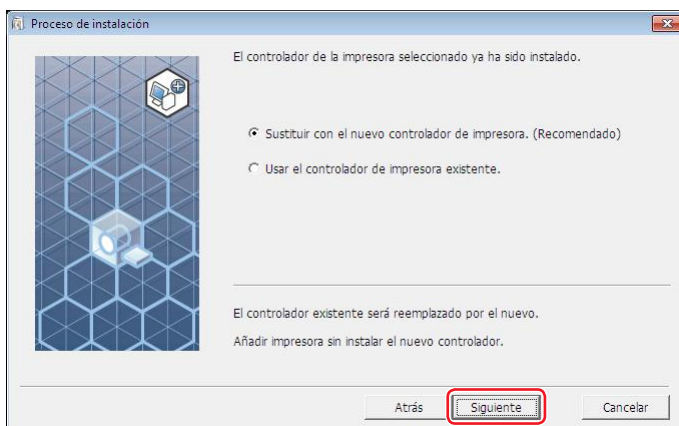 Proceso de instalación
El controlador de la impresora seleccionado ya ha sido instalado.
Sustituir con el nuevo controlador de impresora. (Recomendado)
Usar el controlador de impresora existente.
El controlador existente será reemplazado por el nuevo.
Añadir impresora sin instalar el nuevo controlador.
Atrás Siguiente Cancelar